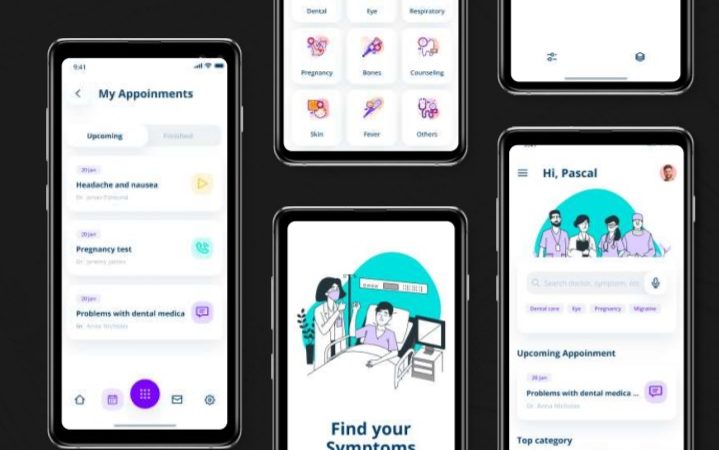 9:41
My Appoinments
Upcoming
Finished
20 Jan
Headache and nausea
20 Jan
Pregnancy test
Dr. Jeremy James
20 Jan
Problems with dental medica
Dr. Anna Nicholas
Dental
Eye
Respiratory
Pregnancy
Bones
Counseling
Skin
Fever
Others
Find your
Symptoms
Hi, Pascal
Search doctor, symptom, etc
Dental care
Eye
Pregnancy
Migraine
Upcoming Appoinment
20 Jan
Problems with dental medica ...
Dr. Anna Nicholas
Top category